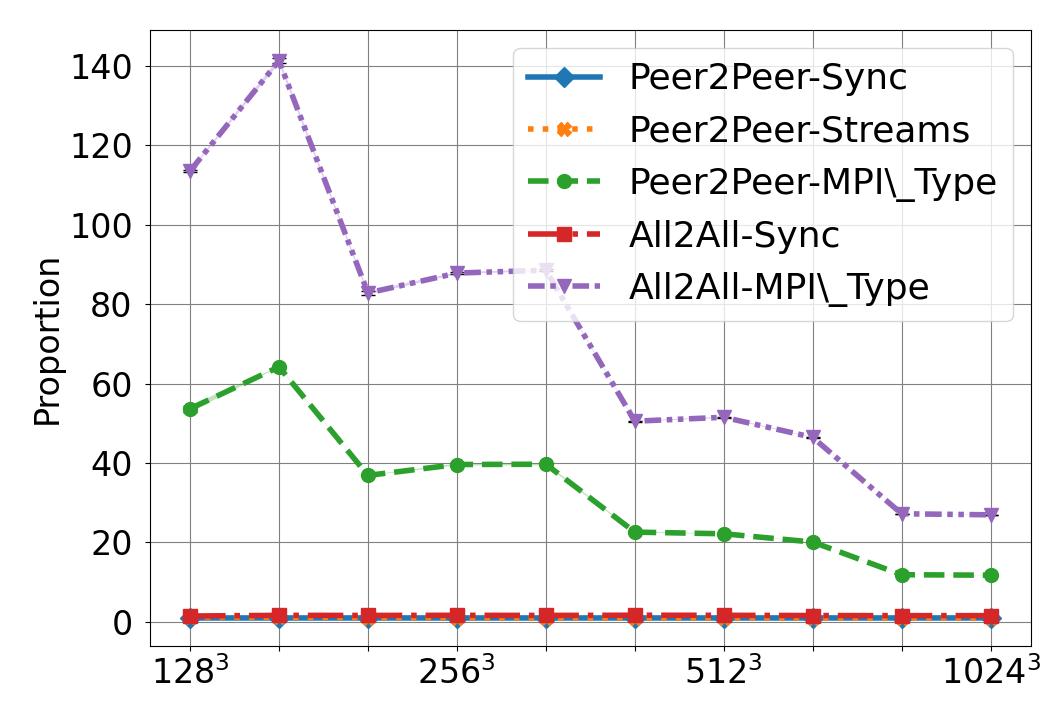 Proportion
140
120
100
80
60
40
20
0
128³
256³
512³
1024³
Peer2Peer-Sync
Peer2Peer-Streams
Peer2Peer-MPI\_Type
All2All-Sync
All2All-MPI\_Type